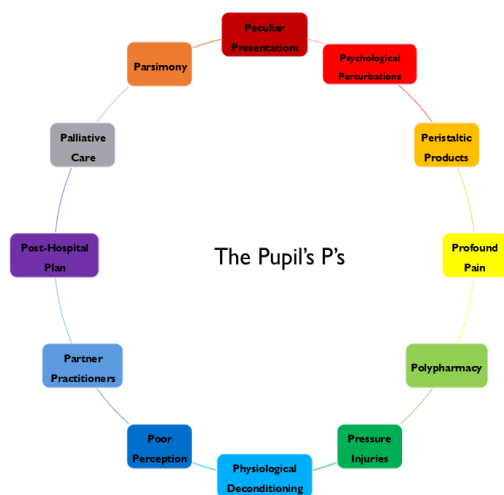 Peculiar
Presentations
Psychological
Perturbations
Peristaltic
Products
Profound
Pain
Polypharmacy
Pressure
Injuries
Physiological
Deconditioning
Poor
Perception
Partner
Practitioners
Post-Hospital
Plan
Palliative
Care
Parsimony
The Pupil's P's